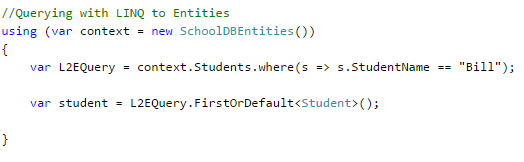 //Querying with LINQ to Entities
using (var context = new SchoolDBEntities())
{
    var L2EQuery = context.Students.where(s => s.StudentName == "Bill");
    var student = L2EQuery.FirstOrDefault<Student>();
}